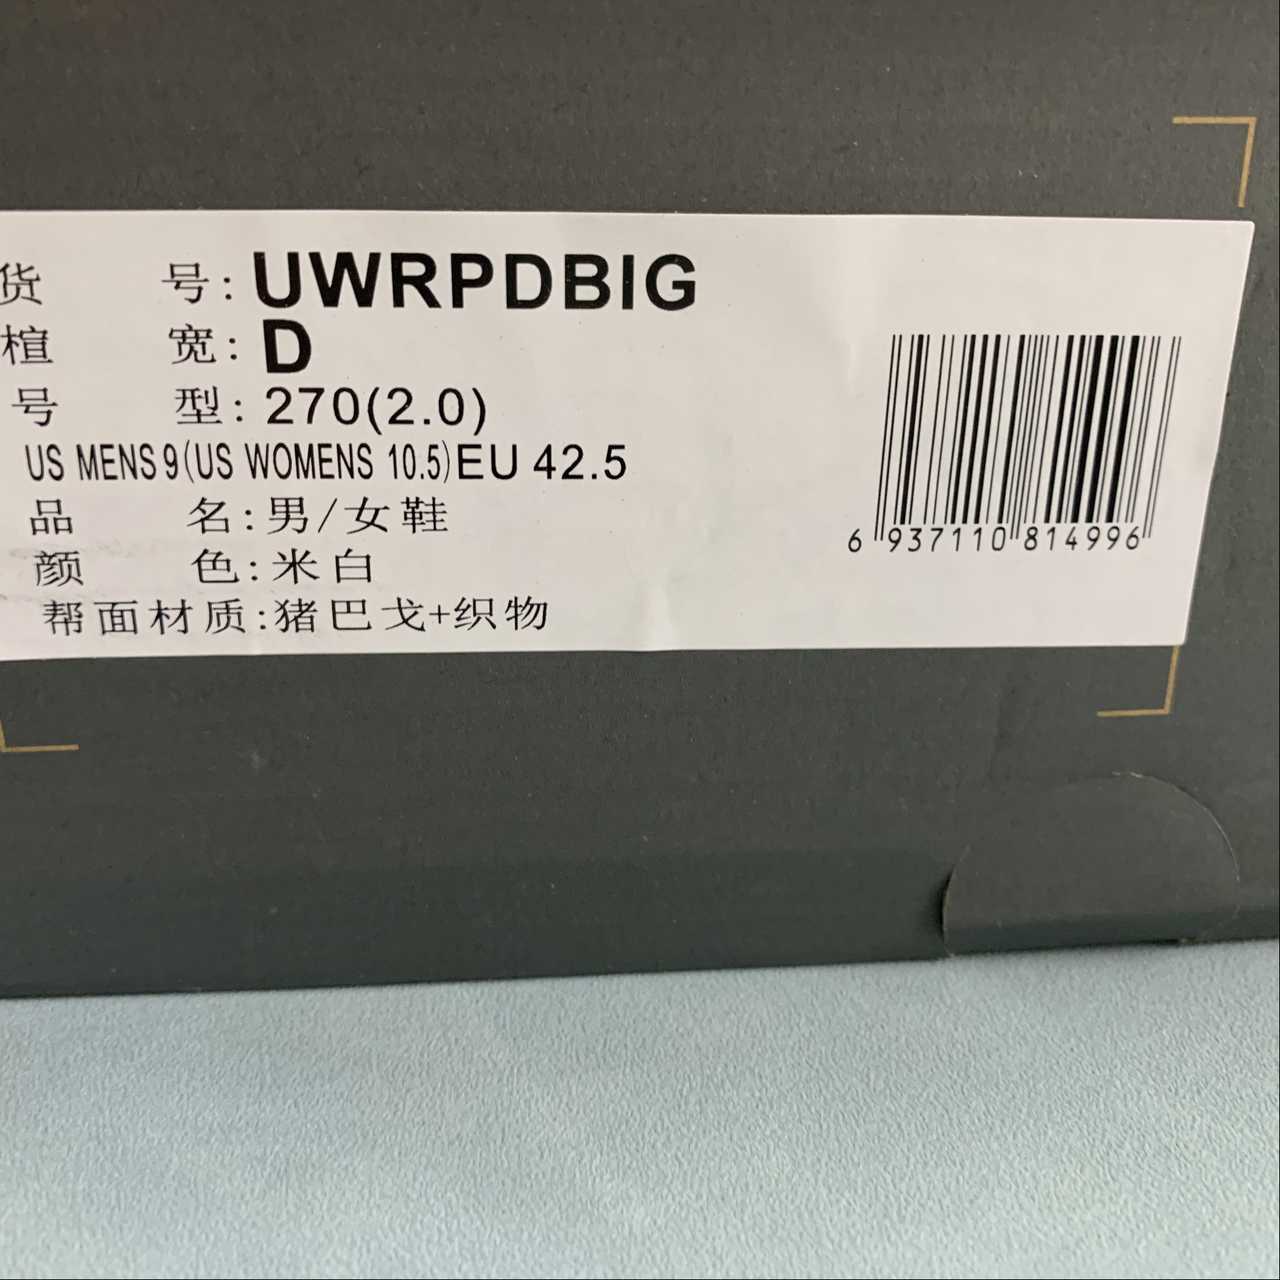 货 号: UWRPDBIG
楦 宽: D
号 型: 270(2.0)
US MENS 9(US WOMENS 10.5)EU 42.5
品 名: 男/女鞋
颜 色: 米白
帮面材质:猪巴戈+织物
6 937110 814996